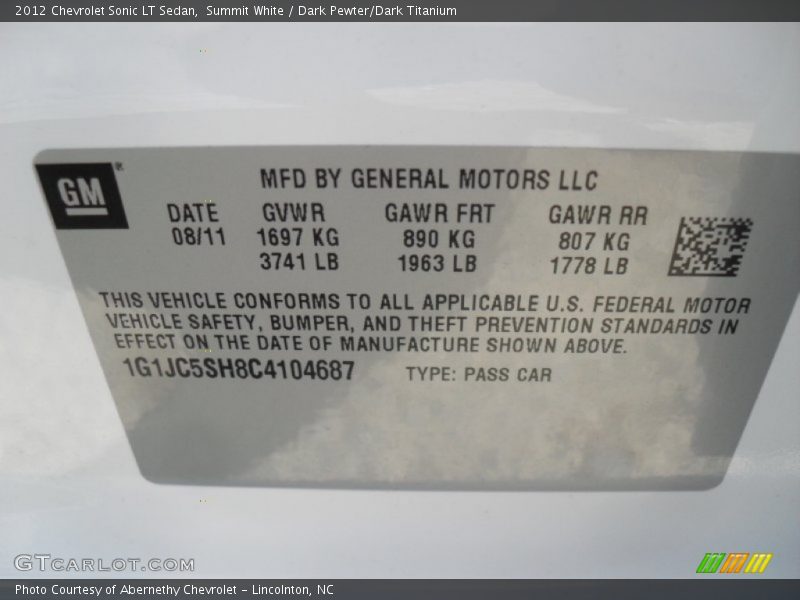 2012 Chevrolet Sonic LT Sedan, Summit White / Dark Pewter/Dark Titanium
GM®
MFD BY GENERAL MOTORS LLC
DATE GVWR GAWR FRT GAWR RR
08/11 1697 KG 890 KG 807 KG
3741 LB 1963 LB 1778 LB
THIS VEHICLE CONFORMS TO ALL APPLICABLE U.S. FEDERAL MOTOR
VEHICLE SAFETY, BUMPER, AND THEFT PREVENTION STANDARDS IN
EFFECT ON THE DATE OF MANUFACTURE SHOWN ABOVE.
1G1JC5SH8C4104687 TYPE: PASS CAR
GTCARLOT.COM
Photo Courtesy of Abernethy Chevrolet - Lincolnton, NC